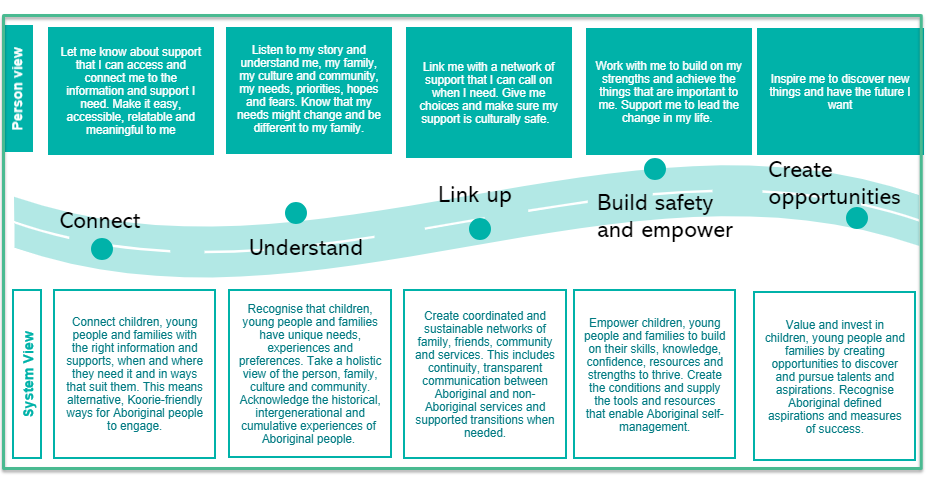 Person view
Let me know about support
that I can access and
connect me to the
information and support I
need. Make it easy,
accessible, relatable and
meaningful to me
Listen to my story and
understand me, my family,
my culture and community,
my needs, priorities, hopes
and fears. Know that my
needs might change and be
different to my family.
Link me with a network of
support that I can call on
when I need. Give me
choices and make sure my
support is culturally safe.
Work with me to build on my
strengths and achieve the
things that are important to
me. Support me to lead the
change in my life.
Inspire me to discover new
things and have the future I
want
Connect
Understand
Link up
Build safety
and empower
Create
opportunities
System View
Connect children, young
people and families with
the right information and
supports, when and where
they need it and in ways
that suit them. This means
alternative, Koorie-friendly
ways for Aboriginal people
to engage.
Recognise that children,
young people and families
have unique needs,
experiences and
preferences. Take a holistic
view of the person, family,
culture and community.
Acknowledge the historical,
intergenerational and
cumulative experiences of
Aboriginal people.
Create coordinated and
sustainable networks of
family, friends, community
and services. This includes
continuity, transparent
communication between
Aboriginal and non-
Aboriginal services and
supported transitions when
needed.
Empower children, young
people and families to build
on their skills, knowledge,
confidence, resources and
strengths to thrive. Create
the conditions and supply
the tools and resources
that enable Aboriginal self-
management.
Value and invest in
children, young people and
families by creating
opportunities to discover
and pursue talents and
aspirations. Recognise
Aboriginal defined
aspirations and measures
of success.